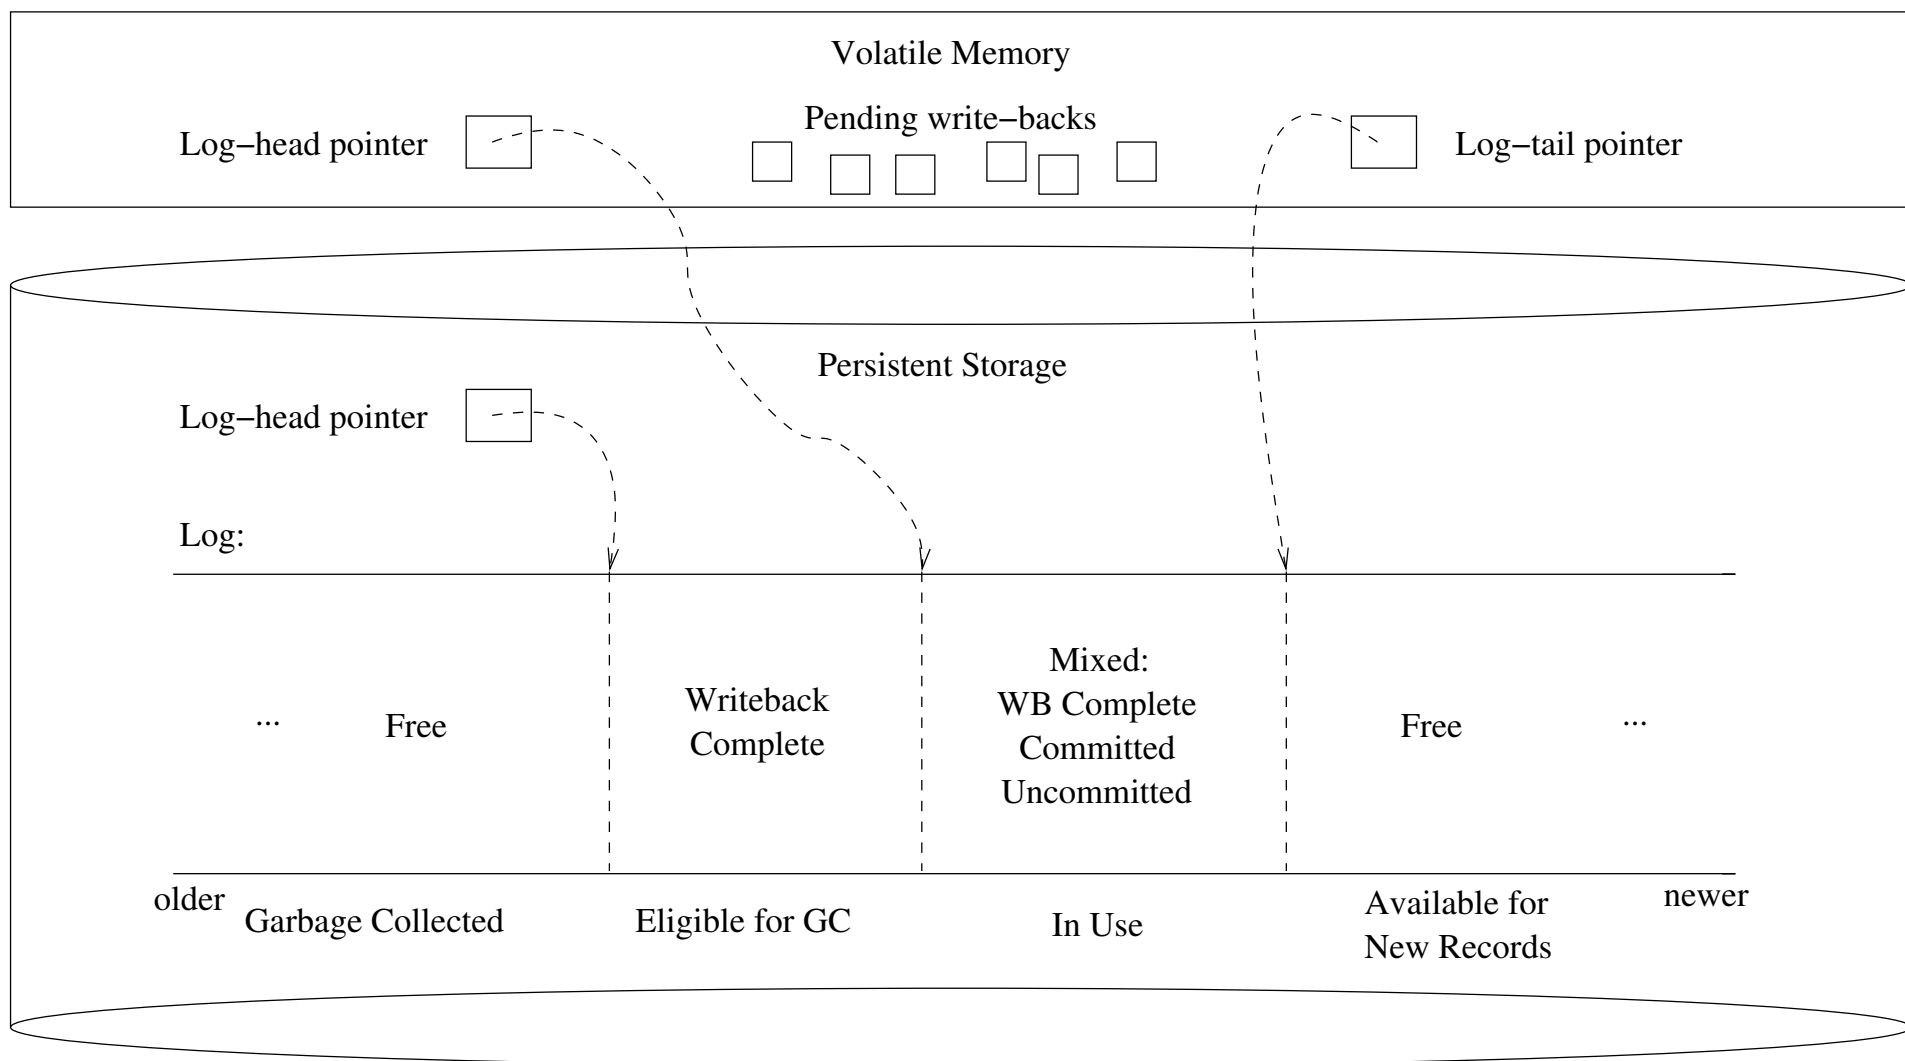 Volatile Memory
Pending write−backs
Log−head pointer
Log−tail pointer
Persistent Storage
Log−head pointer
Log:
... Free
Writeback
Complete
Mixed:
WB Complete
Committed
Uncommitted
Free ...
older
newer
Garbage Collected
Eligible for GC
In Use
Available for
New Records